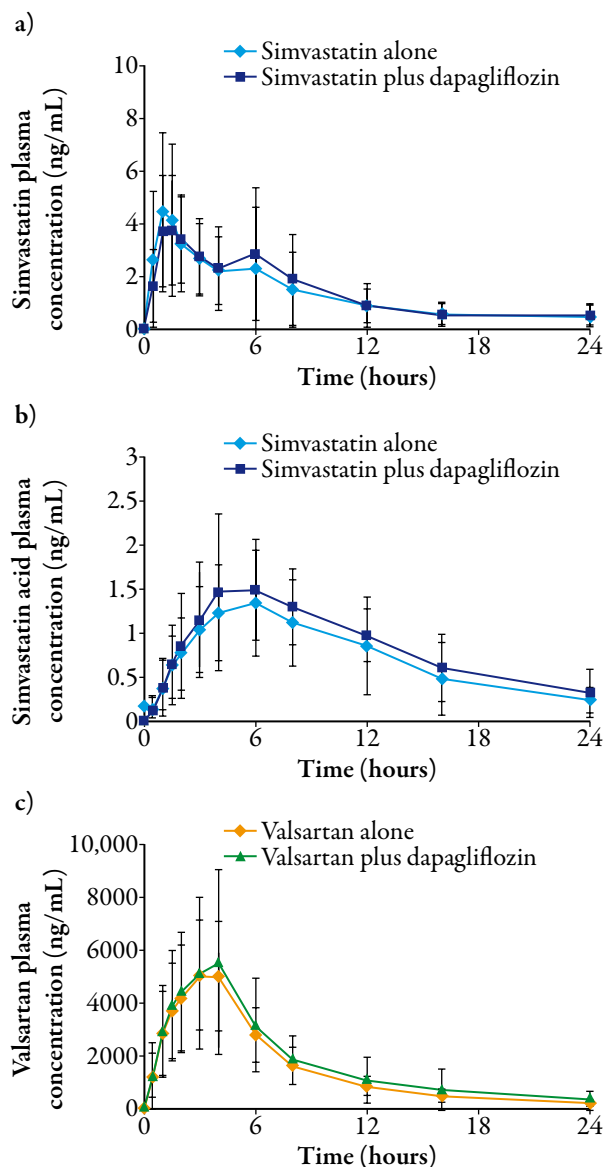 a)
Simvastatin alone
Simvastatin plus dapagliflozin
Simvastatin plasma
concentration (ng/mL)
10
8
6
4
2
0
0 6 12 18 24
Time (hours)
b)
Simvastatin alone
Simvastatin plus dapagliflozin
Simvastatin acid plasma
concentration (ng/mL)
3
2.5
2
1.5
1
0.5
0
0 6 12 18 24
Time (hours)
c)
Valsartan alone
Valsartan plus dapagliflozin
Valsartan plasma
concentration (ng/mL)
10,000
8000
6000
4000
2000
0
0 6 12 18 24
Time (hours)